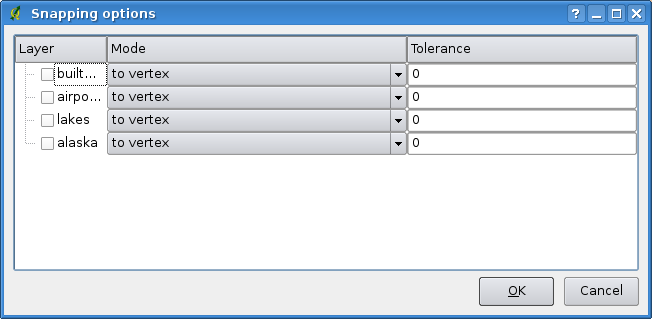 Snapping options
Layer Mode Tolerance
built... to vertex 0
airpo... to vertex 0
lakes to vertex 0
alaska to vertex 0
OK Cancel